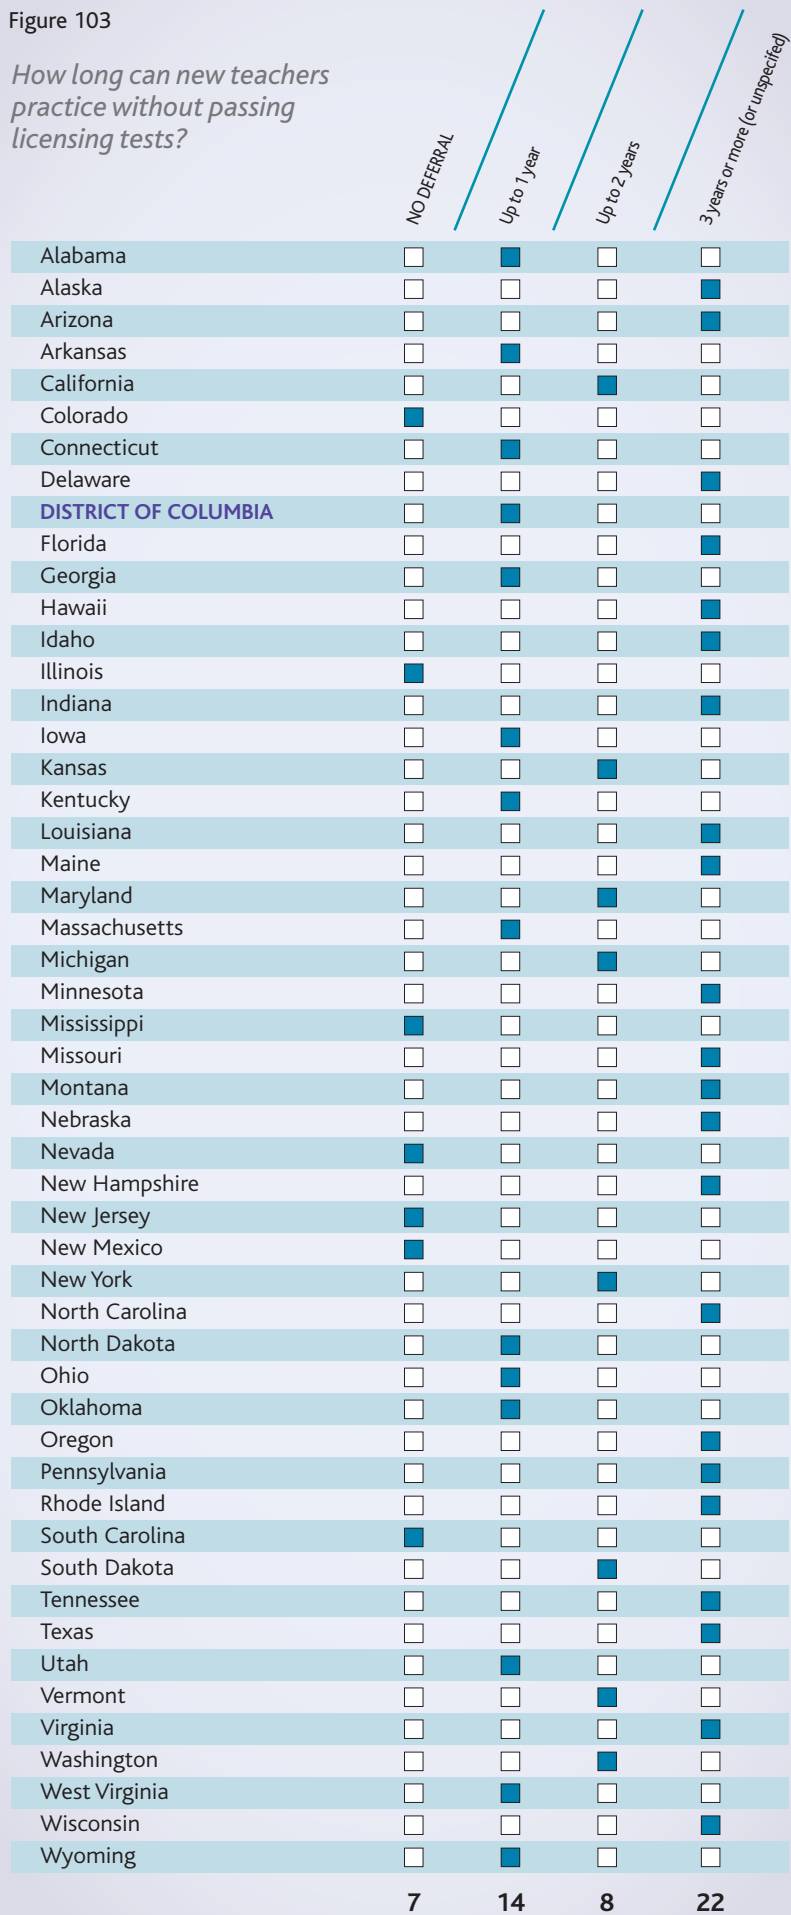 Figure 103
How long can new teachers
practice without passing
licensing tests?
NO DEFERRAL
Up to 1 year
Up to 2 years
3 years or more (or unspecified)
Alabama
Alaska
Arizona
Arkansas
California
Colorado
Connecticut
Delaware
DISTRICT OF COLUMBIA
Florida
Georgia
Hawaii
Idaho
Illinois
Indiana
Iowa
Kansas
Kentucky
Louisiana
Maine
Maryland
Massachusetts
Michigan
Minnesota
Mississippi
Missouri
Montana
Nebraska
Nevada
New Hampshire
New Jersey
New Mexico
New York
North Carolina
North Dakota
Ohio
Oklahoma
Oregon
Pennsylvania
Rhode Island
South Carolina
South Dakota
Tennessee
Texas
Utah
Vermont
Virginia
Washington
West Virginia
Wisconsin
Wyoming
7 14 8 22